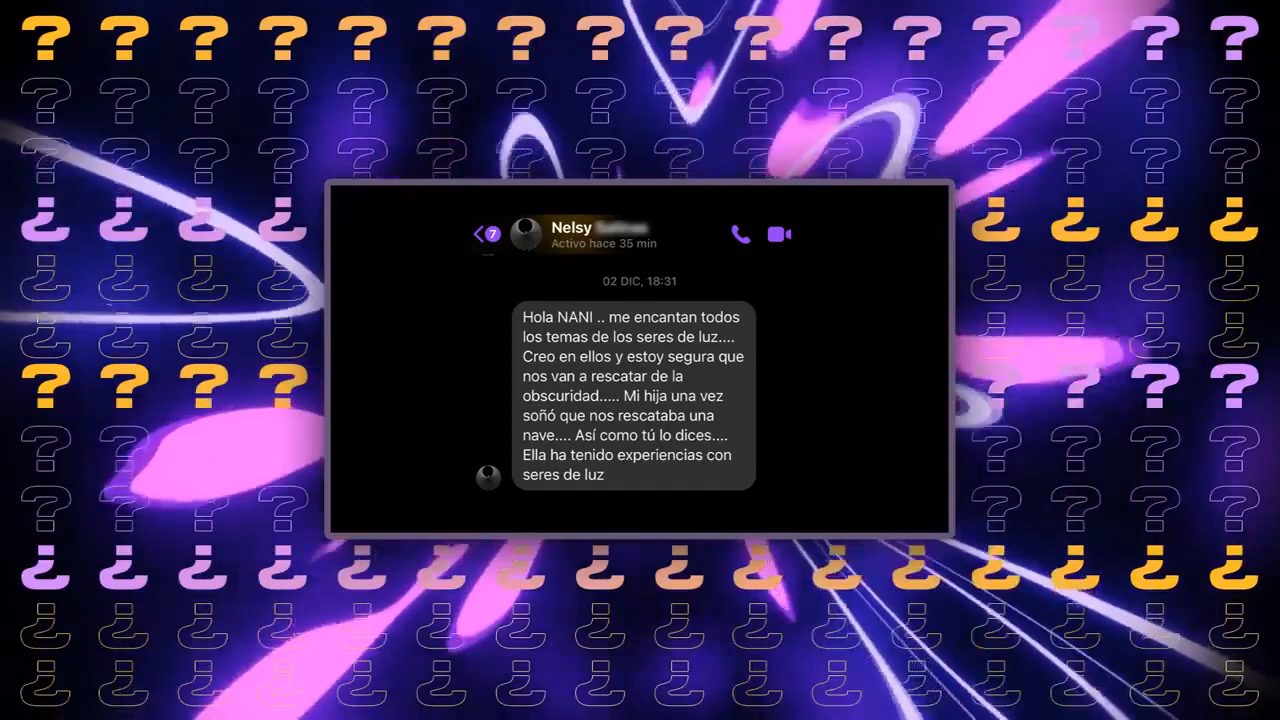 ? ? ? ? ? ? ? ? ? ? ? ? ? ? ? ?
? ? ? ? ? ? ? ? ? ? ? ? ? ? ? ?
? ? ? ? ? ? ? ? ? ? ? ? ? ? ? ?
¿ ¿ ¿ ¿ ¿ ¿ ¿ ¿
¿ ¿ ¿ ¿ ¿ ¿ ¿ ¿
¿ ¿ ¿ ¿ ¿ ¿ ¿ ¿
? ? ? ? ? ? ? ?
? ? ? ? ? ? ? ?
? ? ? ? ? ? ? ?
7 Nelsy
Activo hace 35 min
02 DIC, 18:31
Hola NANI .. me encantan todos
los temas de los seres de luz....
Creo en ellos y estoy segura que
nos van a rescatar de la
obscuridad..... Mi hija una vez
soñó que nos rescataba una
nave.... Así como tú lo dices....
Ella ha tenido experiencias con
seres de luz
¿ ¿ ¿ ¿ ¿ ¿ ¿ ¿ ¿ ¿ ¿ ¿ ¿ ¿ ¿ ¿
¿ ¿ ¿ ¿ ¿ ¿ ¿ ¿ ¿ ¿ ¿ ¿ ¿ ¿ ¿ ¿
¿ ¿ ¿ ¿ ¿ ¿ ¿ ¿ ¿ ¿ ¿ ¿ ¿ ¿ ¿ ¿